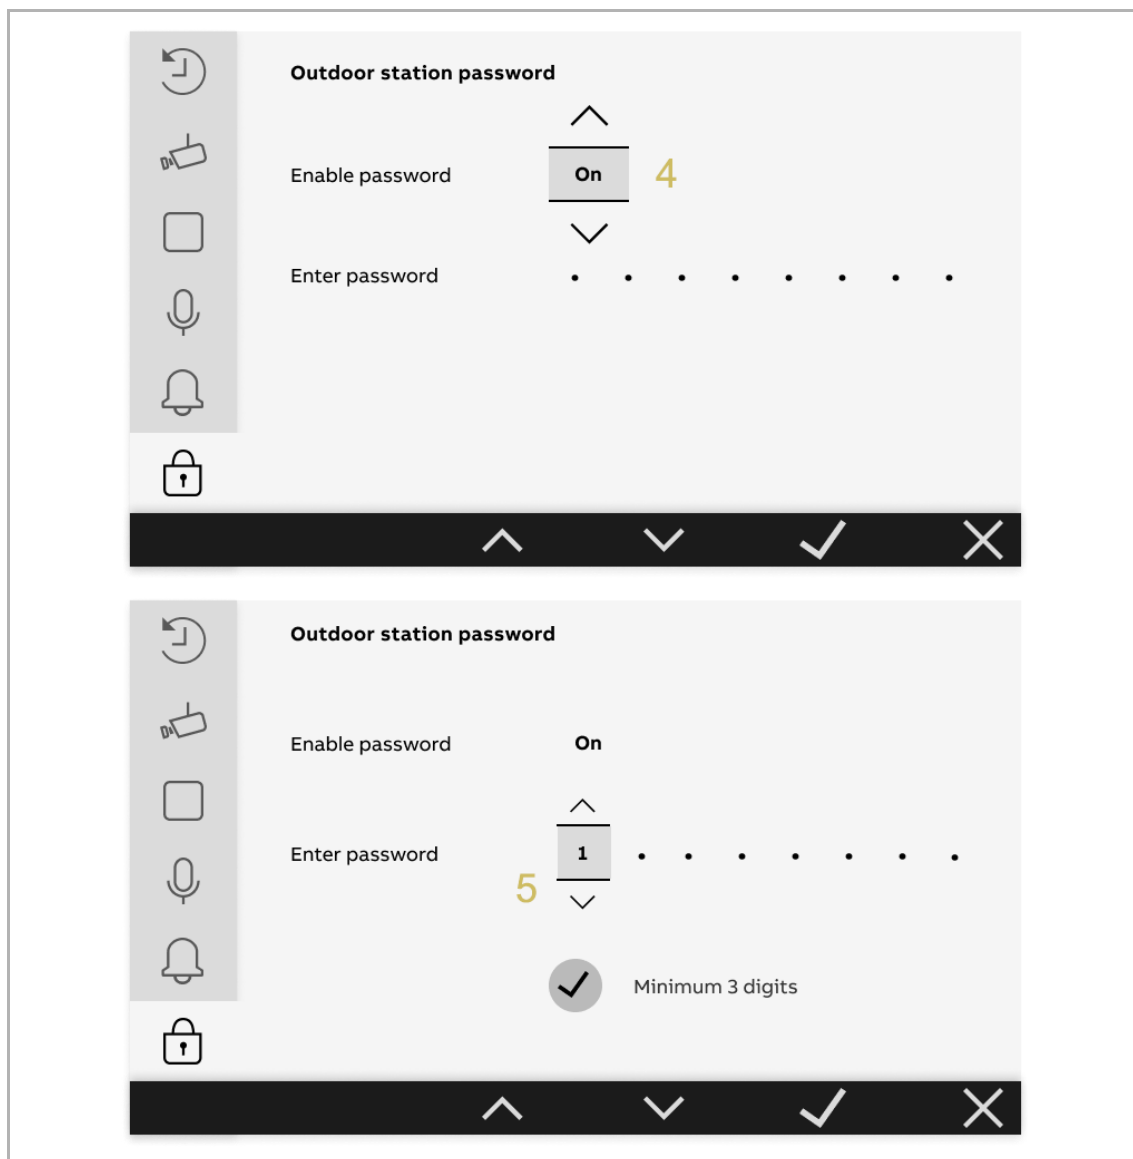 Outdoor station password
Enable password On 4
Enter password
Outdoor station password
Enable password On
Enter password 1
5
Minimum 3 digits